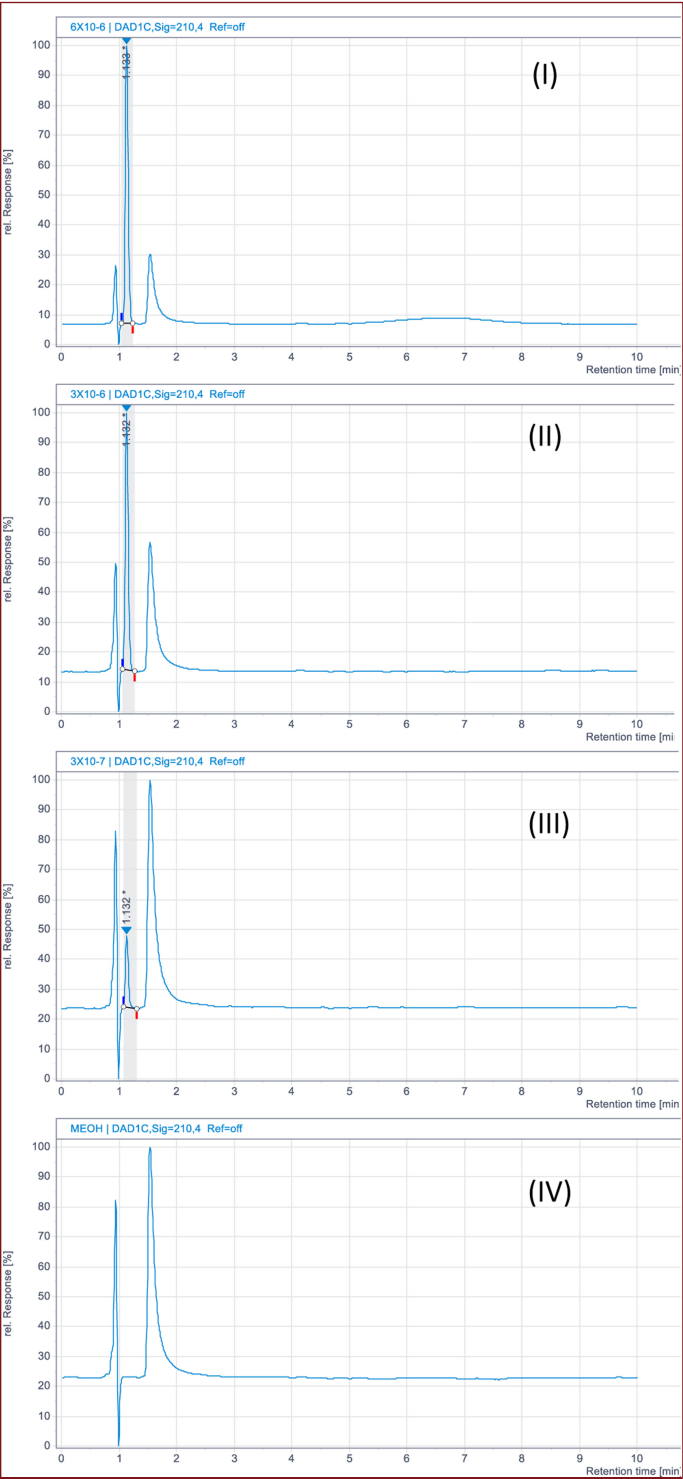 6X10-6 | DAD1C,Sig=210,4 Ref=off
(I)
1.133 *
rel. Response [%]
100
90
80
70
60
50
40
30
20
10
0
0 1 2 3 4 5 6 7 8 9 10
Retention time [min]
3X10-6 | DAD1C,Sig=210,4 Ref=off
(II)
1.132 *
rel. Response [%]
100
90
80
70
60
50
40
30
20
10
0
0 1 2 3 4 5 6 7 8 9 10
Retention time [mi
3X10-7 | DAD1C,Sig=210,4 Ref=off
(III)
1.132 *
rel. Response [%]
100
90
80
70
60
50
40
30
20
10
0
0 1 2 3 4 5 6 7 8 9 10
Retention time [min
MEOH | DAD1C,Sig=210,4 Ref=off
(IV)
rel. Response [%]
100
90
80
70
60
50
40
30
20
10
0
0 1 2 3 4 5 6 7 8 9 10
Retention time [min]